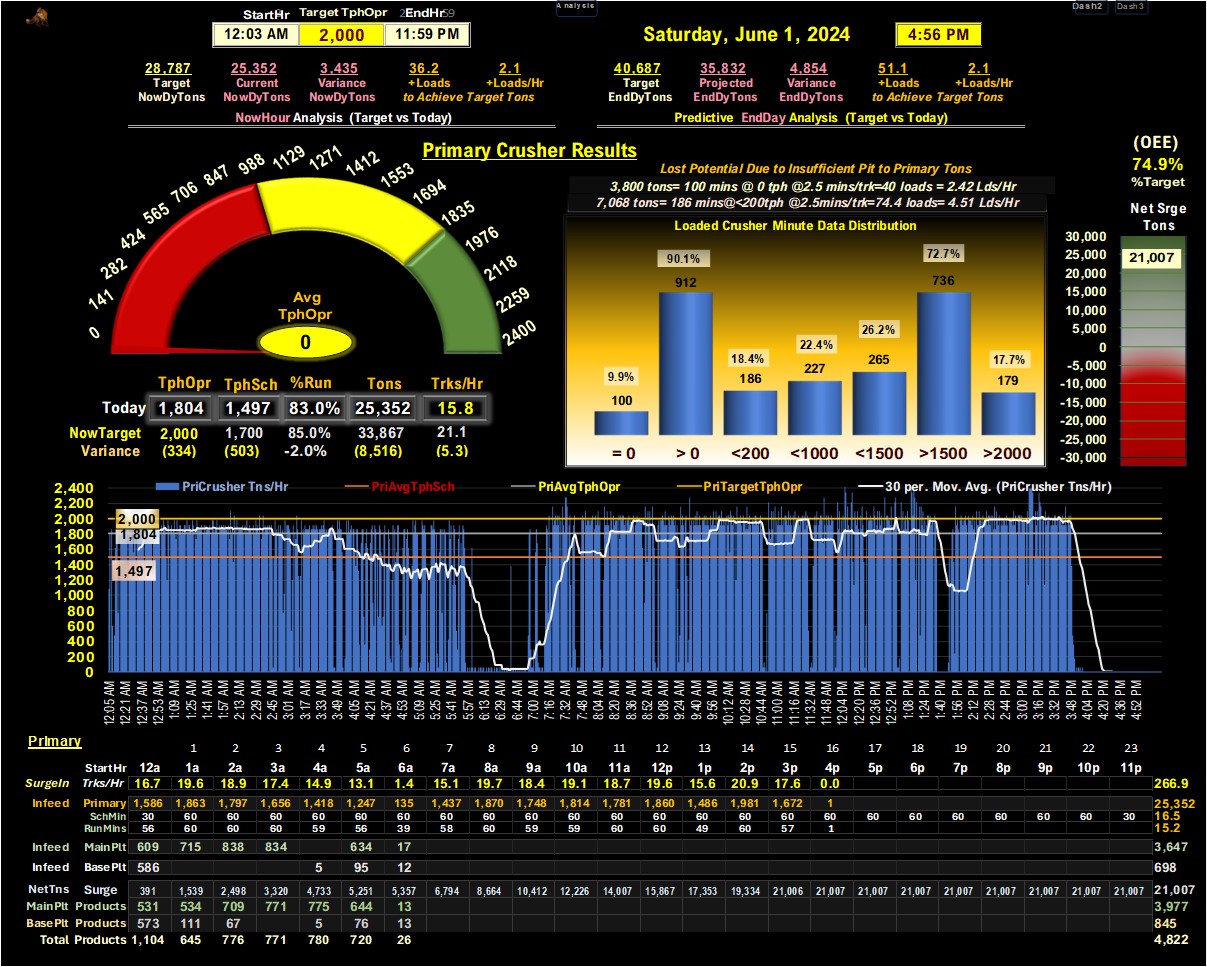 Analysis
Dash2 Dash3
StartHr Target TphOpr EndHr
12:03 AM 2,000 11:59 PM
Saturday, June 1, 2024 4:56 PM
28,787 25,352 3,435 36.2 2.1
Target Current Variance +Loads +Loads/Hr
NowDyTons NowDyTons NowDyTons to Achieve Target Tons
NowHour Analysis (Target vs Today)
40,687 35,832 4,854 51.1 2.1
Target Projected Variance +Loads +Loads/Hr
EndDyTons EndDyTons EndDyTons to Achieve Target Tons
Predictive EndDay Analysis (Target vs Today)
Primary Crusher Results
0 141 282 424 565 706 847 988 1129 1271 1412 1553 1694 1835 1976 2118 2259 2400
Avg
TphOpr
0
Lost Potential Due to Insufficient Pit to Primary Tons
3,800 tons= 100 mins @ 0 tph @2.5 mins/trk=40 loads = 2.42 Lds/Hr
7,068 tons= 186 mins@<200tph @2.5mins/trk=74.4 loads= 4.51 Lds/Hr
Loaded Crusher Minute Data Distribution
9.9% 90.1% 18.4% 22.4% 26.2% 72.7% 17.7%
100 912 186 227 265 736 179
= 0 > 0 <200 <1000 <1500 >1500 >2000
(OEE)
74.9%
%Target
Net Srge
Tons
30,000
25,000
21,007
20,000
15,000
10,000
5,000
0
-5,000
-10,000
-15,000
-20,000
-25,000
-30,000
TphOpr TphSch %Run Tons Trks/Hr
Today 1,804 1,497 83.0% 25,352 15.8
NowTarget 2,000 1,700 85.0% 33,867 21.1
Variance (334) (503) -2.0% (8,516) (5.3)
PriCrusher Tns/Hr PriAvgTphSch PriAvgTphOpr PriTargetTphOpr 30 per. Mov. Avg. (PriCrusher Tns/Hr)
2,400
2,200
2,000
1,800
1,600
1,400
1,200
1,000
800
600
400
200
0
2,000
1,804
1,497
12:05 AM 12:21 AM 12:37 AM 12:53 AM 1:09 AM 1:25 AM 1:41 AM 1:57 AM 2:13 AM 2:29 AM 2:45 AM 3:01 AM 3:17 AM 3:33 AM 3:49 AM 4:05 AM 4:21 AM 4:37 AM 4:53 AM 5:09 AM 5:25 AM 5:41 AM 5:57 AM 6:13 AM 6:29 AM 6:44 AM 7:00 AM 7:16 AM 7:32 AM 7:48 AM 8:04 AM 8:20 AM 8:36 AM 8:52 AM 9:08 AM 9:24 AM 9:40 AM 9:56 AM 10:12 AM 10:28 AM 10:44 AM 11:00 AM 11:16 AM 11:32 AM 11:48 AM 12:04 PM 12:20 PM 12:36 PM 12:52 PM 1:08 PM 1:24 PM 1:40 PM 1:56 PM 2:12 PM 2:28 PM 2:44 PM 3:00 PM 3:16 PM 3:32 PM 3:48 PM 4:04 PM 4:20 PM 4:36 PM 4:52 PM
Primary
1 2 3 4 5 6 7 8 9 10 11 12 13 14 15 16 17 18 19 20 21 22 23
StartHr 12a 1a 2a 3a 4a 5a 6a 7a 8a 9a 10a 11a 12p 1p 2p 3p 4p 5p 6p 7p 8p 9p 10p 11p
SurgeIn Trks/Hr 16.7 19.6 18.9 17.4 14.9 13.1 1.4 15.1 19.7 18.4 19.1 18.7 19.6 15.6 20.9 17.6 0.0 266.9
Infeed Primary 1,586 1,863 1,797 1,656 1,418 1,247 135 1,437 1,870 1,748 1,814 1,781 1,860 1,486 1,981 1,672 1 25,352
SchMin 30 60 60 60 60 60 60 60 60 60 60 60 60 60 60 60 60 60 60 60 60 60 60 30 16.5
RunMins 56 60 60 60 59 56 39 58 60 59 59 60 60 49 60 57 1 15.2
Infeed MainPlt 609 715 838 834 634 17 3,647
Infeed BasePlt 586 5 95 12 698
NetTns Surge 391 1,539 2,498 3,320 4,733 5,251 5,357 6,794 8,664 10,412 12,226 14,007 15,867 17,353 19,334 21,006 21,007 21,007 21,007 21,007 21,007 21,007 21,007 21,007 21,007
MainPlt Products 531 534 709 771 775 644 13 3,977
BasePlt Products 573 111 67 5 76 13 845
Total Products 1,104 645 776 771 780 720 26 4,822